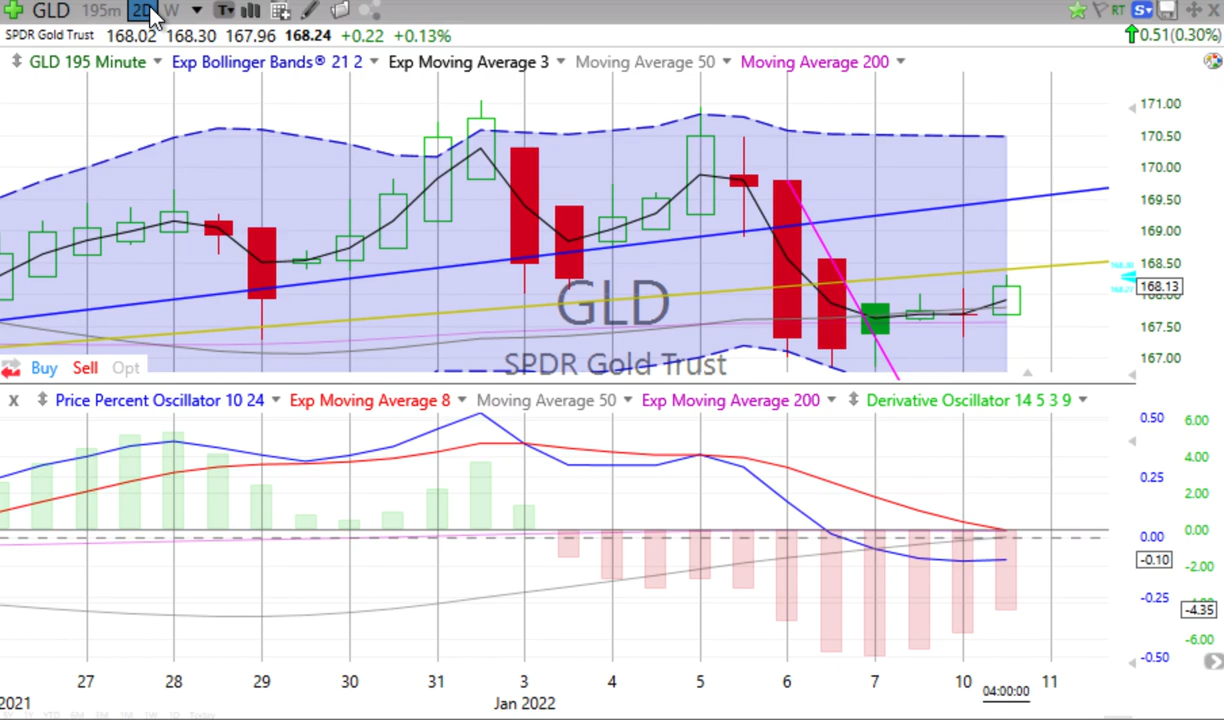 GLD 195m 2D W T RT S
SPDR Gold Trust 168.02 168.30 167.96 168.24 +0.22 +0.13% 0.51(0.30%)
GLD 195 Minute Exp Bollinger Bands® 21 2 Exp Moving Average 3 Moving Average 50 Moving Average 200
171.00
170.50
170.00
169.50
169.00
168.50
168.13
168.00
167.50
167.00
GLD
SPDR Gold Trust
Buy Sell Opt
X Price Percent Oscillator 10 24 Exp Moving Average 8 Moving Average 50 Exp Moving Average 200 Derivative Oscillator 14 5 3 9
0.50 6.00
4.00
0.25 2.00
0.00 0.00
-0.10 -2.00
-0.25 -4.35
-6.00
-0.50
27 28 29 30 31 3 4 5 6 7 10 11
2021 Jan 2022 04:00:00